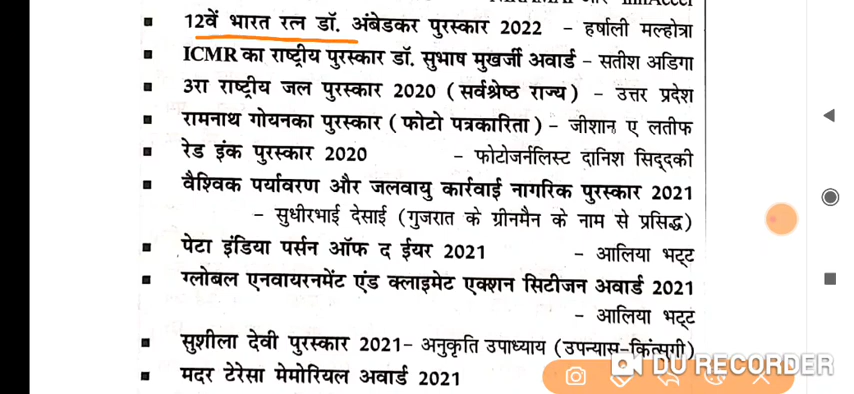 12वें भारत रत्न डॉ. अंबेडकर पुरस्कार 2022 – हर्षाली मल्होत्रा
ICMR का राष्ट्रीय पुरस्कार डॉ. सुभाष मुखर्जी अवार्ड – सतीश अडिगा
3रा राष्ट्रीय जल पुरस्कार 2020 (सर्वश्रेष्ठ राज्य) – उत्तर प्रदेश
रामनाथ गोयनका पुरस्कार (फोटो पत्रकारिता) – जीशान ए लतीफ
रेड इंक पुरस्कार 2020 – फोटोजर्नलिस्ट दानिश सिद्दकी
वैश्विक पर्यावरण और जलवायु कार्रवाई नागरिक पुरस्कार 2021
– सुधीरभाई देसाई (गुजरात के ग्रीनमैन के नाम से प्रसिद्ध)
पेटा इंडिया पर्सन ऑफ द ईयर 2021 – आलिया भट्ट
ग्लोबल एनवायरनमेंट एंड क्लाइमेट एक्शन सिटीजन अवार्ड 2021
– आलिया भट्ट
सुशीला देवी पुरस्कार 2021– अनुकृति उपाध्याय (उपन्यास–कित्सुगी)
DU RECORDER
मदर टेरेसा मेमोरियल अवार्ड 2021